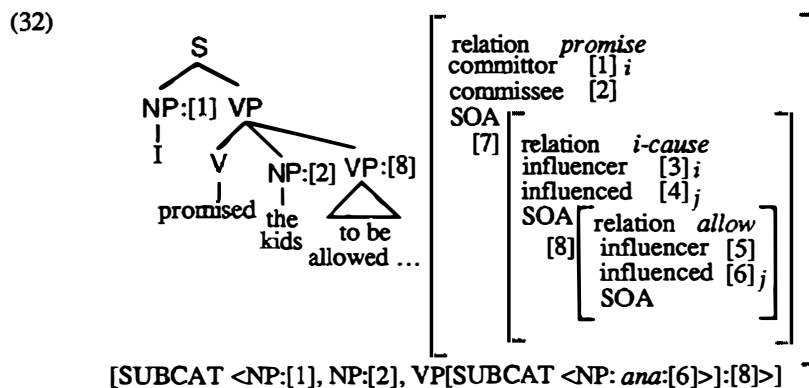 (32)
S
NP:[1] VP
I
V
NP:[2] VP:[8]
promised
the
kids
to be
allowed ...
relation promise
committor [1] i
commissee [2]
SOA
[7]
relation i-cause
influencer [3] i
influenced [4] j
SOA
[8]
relation allow
influencer [5]
influenced [6] j
SOA
[SUBCAT <NP:[1], NP:[2], VP[SUBCAT <NP: ana:[6]>]:[8]>]